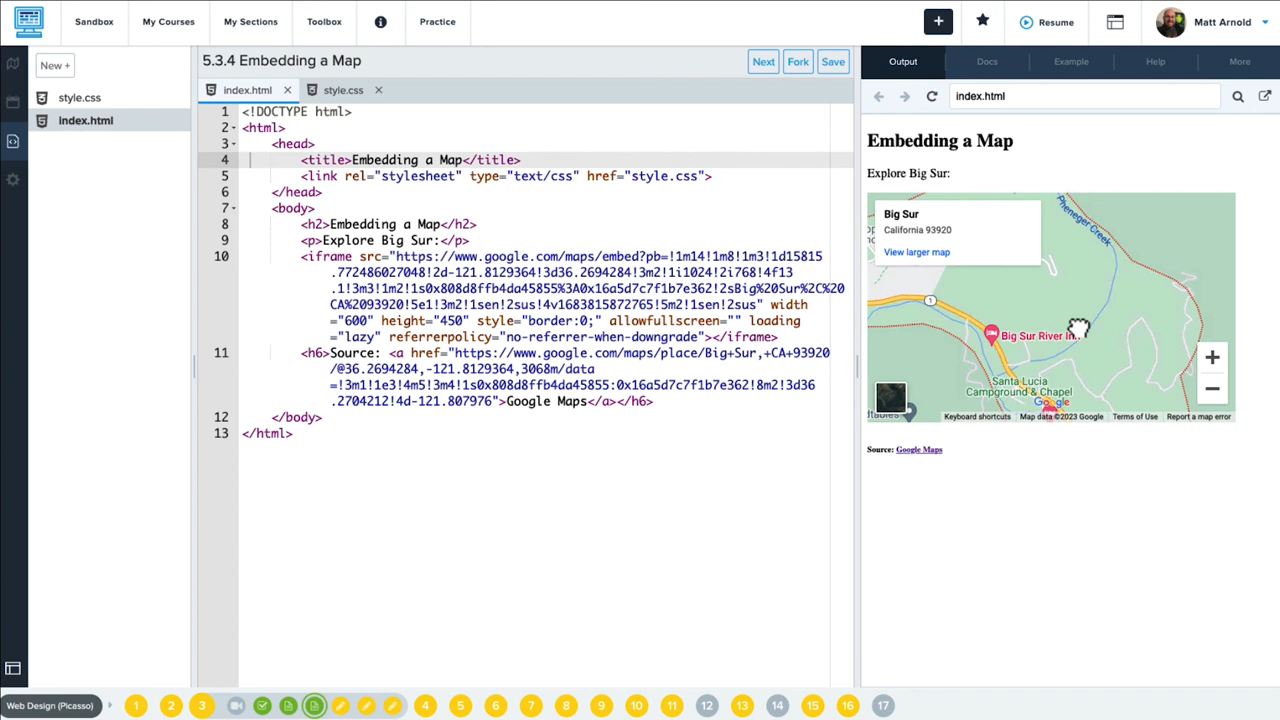 Sandbox
My Courses
My Sections
Toolbox
Practice
+
Resume
Matt Arnold
New +
style.css
index.html
5.3.4 Embedding a Map
Next
Fork
Save
index.html
style.css
1 <!DOCTYPE html>
2 <html>
3 <head>
4 <title>Embedding a Map</title>
5 <link rel="stylesheet" type="text/css" href="style.css">
6 </head>
7 <body>
8 <h2>Embedding a Map</h2>
9 <p>Explore Big Sur:</p>
10 <iframe src="https://www.google.com/maps/embed?pb=!1m14!1m8!1m3!1d15815
.772486027048!2d-121.8129364!3d36.2694284!3m2!1i1024!2i768!4f13
.1!3m3!1m2!1s0x808d8ffb4da45855%3A0x16a5d7c7f1b7e362!2sBig%20Sur%2C%20
CA%2093920!5e1!3m2!1sen!2sus!4v1683815872765!5m2!1sen!2sus" width
="600" height="450" style="border:0;" allowfullscreen="" loading
="lazy" referrerpolicy="no-referrer-when-downgrade"></iframe>
11 <h6>Source: <a href="https://www.google.com/maps/place/Big+Sur,+CA+93920
/@36.2694284,-121.8129364,3068m/data
=!3m1!1e3!4m5!3m4!1s0x808d8ffb4da45855:0x16a5d7c7f1b7e362!8m2!3d36
.2704212!4d-121.807976">Google Maps</a></h6>
12 </body>
13 </html>
Output
Docs
Example
Help
More
index.html
Embedding a Map
Explore Big Sur:
Big Sur
California 93920
View larger map
Pheneger Creek
1
Big Sur River
Santa Lucia
Campground & Chapel
Google
+
−
Keyboard shortcuts
Map data ©2023 Google
Terms of Use
Report a map error
Source: Google Maps
Web Design (Picasso)
1
2
3
4
5
6
7
8
9
10
11
12
13
14
15
16
17